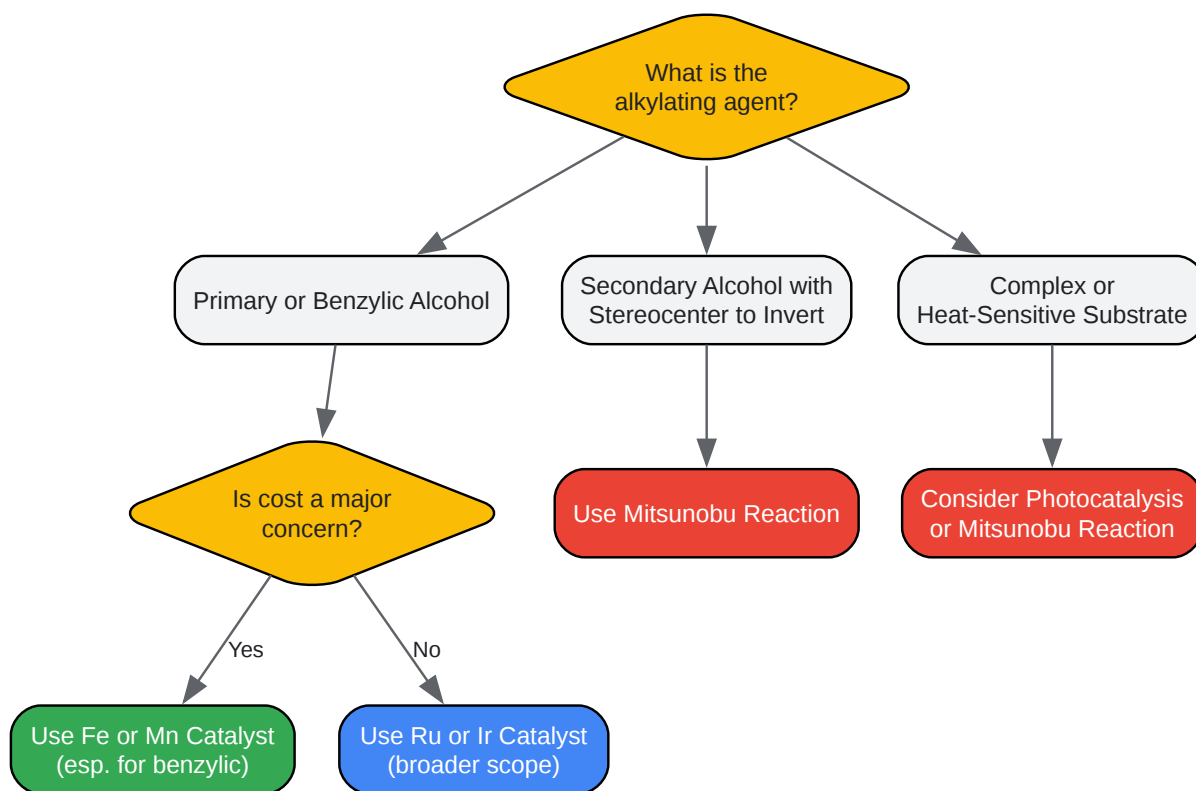 What is the
alkylating agent?
Primary or Benzylic Alcohol
Secondary Alcohol with
Stereocenter to Invert
Complex or
Heat-Sensitive Substrate
Is cost a major
concern?
Use Mitsunobu Reaction
Consider Photocatalysis
or Mitsunobu Reaction
Yes
No
Use Fe or Mn Catalyst
(esp. for benzylic)
Use Ru or Ir Catalyst
(broader scope)